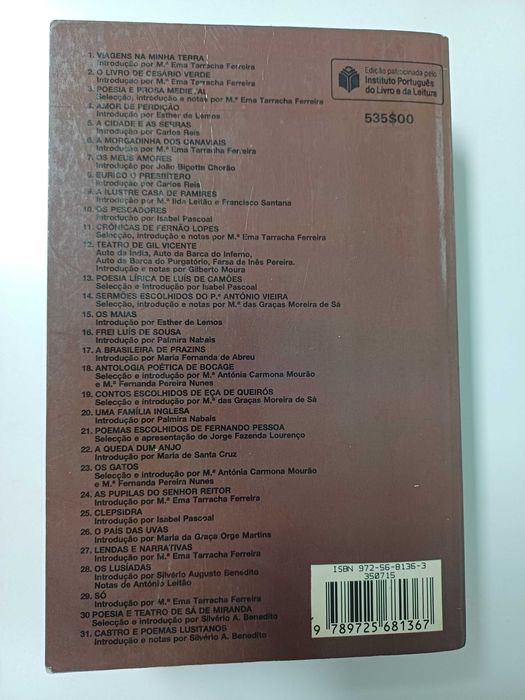 1. VIAGENS NA MINHA TERRA
Introdução por M.ª Ema Tarracha Ferreira
2. O LIVRO DE CESÁRIO VERDE
Introdução por M.ª Ema Tarracha Ferreira
3. POESIA E PROSA MEDIEVAL
Selecção, introdução e notas por M.ª Ema Tarracha Ferreira
4. AMOR DE PERDIÇÃO
Introdução por Esther de Lemos
5. A CIDADE E AS SERRAS
Introdução por Carlos Reis
6. A MORGADINHA DOS CANAVIAIS
Introdução por M.ª Ema Tarracha Ferreira
7. OS MEUS AMORES
Introdução por João Bigotte Chorão
8. EURICO O PRESBÍTERO
Introdução por Carlos Reis
9. A ILUSTRE CASA DE RAMIRES
Introdução por M.ª Ilda Leitão e Francisco Santana
10. OS PESCADORES
Introdução por Isabel Pascoal
11. CRÓNICAS DE FERNÃO LOPES
Selecção, introdução e notas por M.ª Ema Tarracha Ferreira
12. TEATRO DE GIL VICENTE
Auto da Índia, Auto da Barca do Inferno,
Auto da Barca do Purgatório, Farsa de Inês Pereira.
Introdução e notas por Gilberto Moura
13. POESIA LÍRICA DE LUÍS DE CAMÕES
Selecção e introdução por Isabel Pascoal
14. SERMÕES ESCOLHIDOS DO P.ᵉ ANTÓNIO VIEIRA
Selecção, introdução e notas por M.ª das Graças Moreira de Sá
15. OS MAIAS
Introdução por Esther de Lemos
16. FREI LUÍS DE SOUSA
Introdução por Palmira Nabais
17. A BRASILEIRA DE PRAZINS
Introdução por Maria Fernanda de Abreu
18. ANTOLOGIA POÉTICA DE BOCAGE
Selecção e introdução por M.ª Antónia Carmona Mourão
e M.ª Fernanda Pereira Nunes
19. CONTOS ESCOLHIDOS DE EÇA DE QUEIRÓS
Selecção e introdução por M.ª das Graças Moreira de Sá
20. UMA FAMÍLIA INGLESA
Introdução por Palmira Nabais
21. POEMAS ESCOLHIDOS DE FERNANDO PESSOA
Selecção e apresentação de Jorge Fazenda Lourenço
22. A QUEDA DUM ANJO
Introdução por Maria de Santa Cruz
23. OS GATOS
Selecção e introdução por M.ª Antónia Carmona Mourão
e M.ª Fernanda Pereira Nunes
24. AS PUPILAS DO SENHOR REITOR
Introdução por M.ª Ema Tarracha Ferreira
25. CLEPSIDRA
Introdução por Isabel Pascoal
26. O PAÍS DAS UVAS
Introdução por Maria da Graça Orge Martins
27. LENDAS E NARRATIVAS
Introdução por M.ª Ema Tarracha Ferreira
28. OS LUSÍADAS
Introdução por Silvério Augusto Benedito
Notas de António Leitão
29. SÓ
Introdução por M.ª Ema Tarracha Ferreira
30 POESIA E TEATRO DE SÁ DE MIRANDA
Selecção e introdução por Silvério A. Benedito
31. CASTRO E POEMAS LUSITANOS
Introdução e notas por Silvério A. Benedito
Edição patrocinada pelo
Instituto Português
do Livro e da Leitura
535$00
ISBN 972-56-8136-3
350715
9 789725 681367